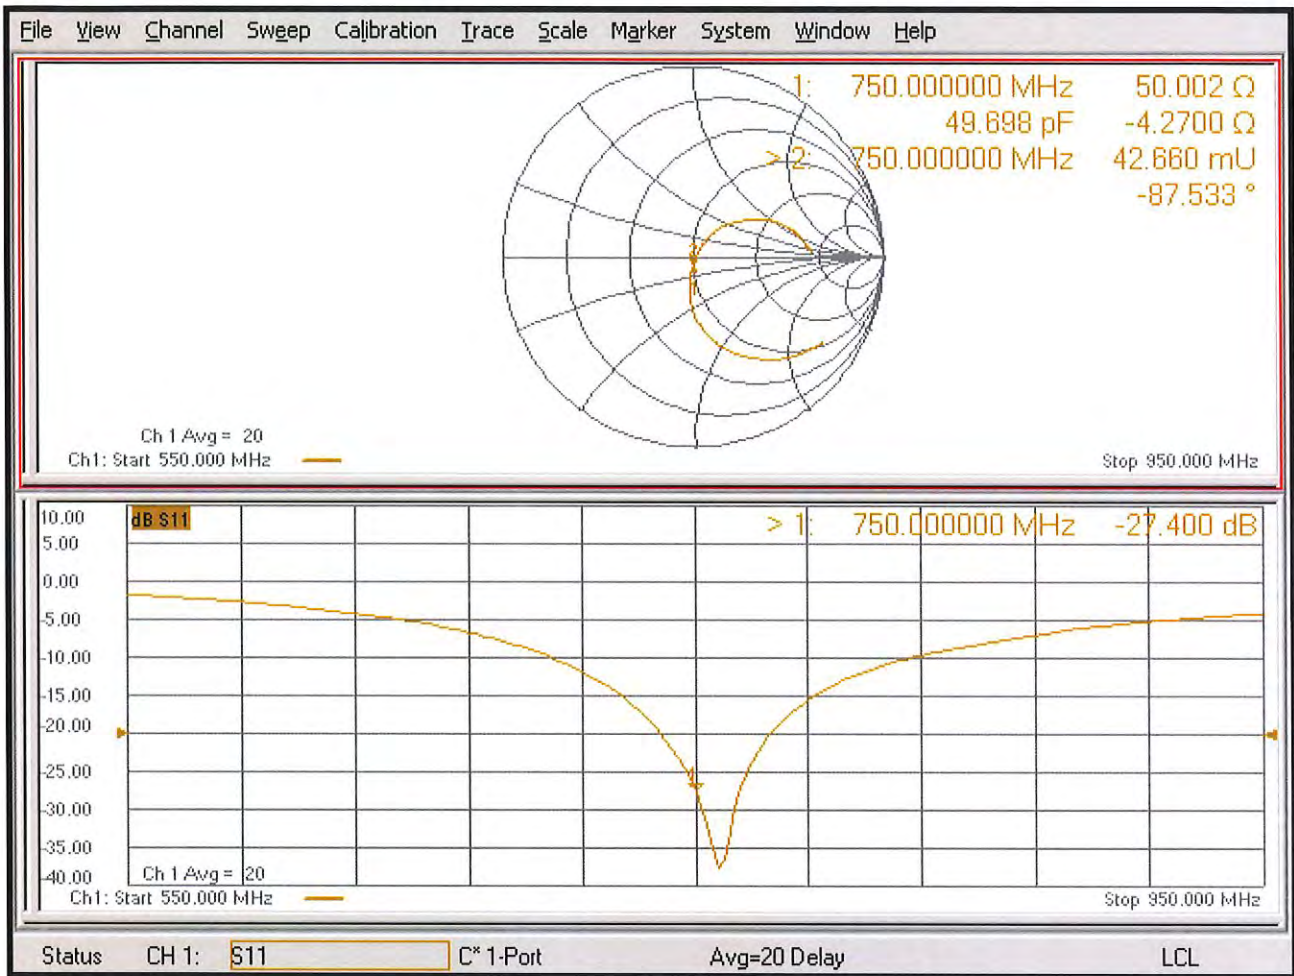 File View Channel Sweep Calibration Trace Scale Marker System Window Help
1: 750.000000 MHz 50.002 Ω
49.698 pF -4.2700 Ω
> 2: 750.000000 MHz 42.660 mU
-87.533 °
Ch 1 Avg = 20
Ch1: Start 550.000 MHz
Stop 950.000 MHz
10.00
dB S11
> 1: 750.000000 MHz -27.400 dB
5.00
0.00
-5.00
-10.00
-15.00
-20.00
-25.00
-30.00
-35.00
-40.00
Ch 1 Avg = 20
Ch1: Start 550.000 MHz
Stop 950.000 MHz
Status CH 1: S11 C* 1-Port Avg=20 Delay LCL